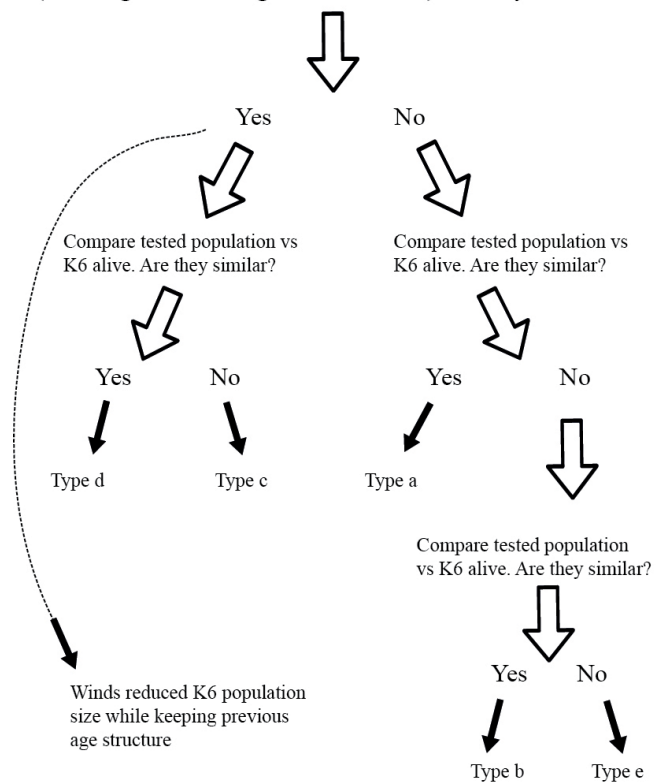 Yes
No
Compare tested population vs
K6 alive. Are they similar?
Compare tested population vs
K6 alive. Are they similar?
Yes
No
Yes
No
Type d
Type c
Type a
Compare tested population
vs K6 alive. Are they similar?
Yes
No
Winds reduced K6 population
size while keeping previous
age structure
Type b
Type e